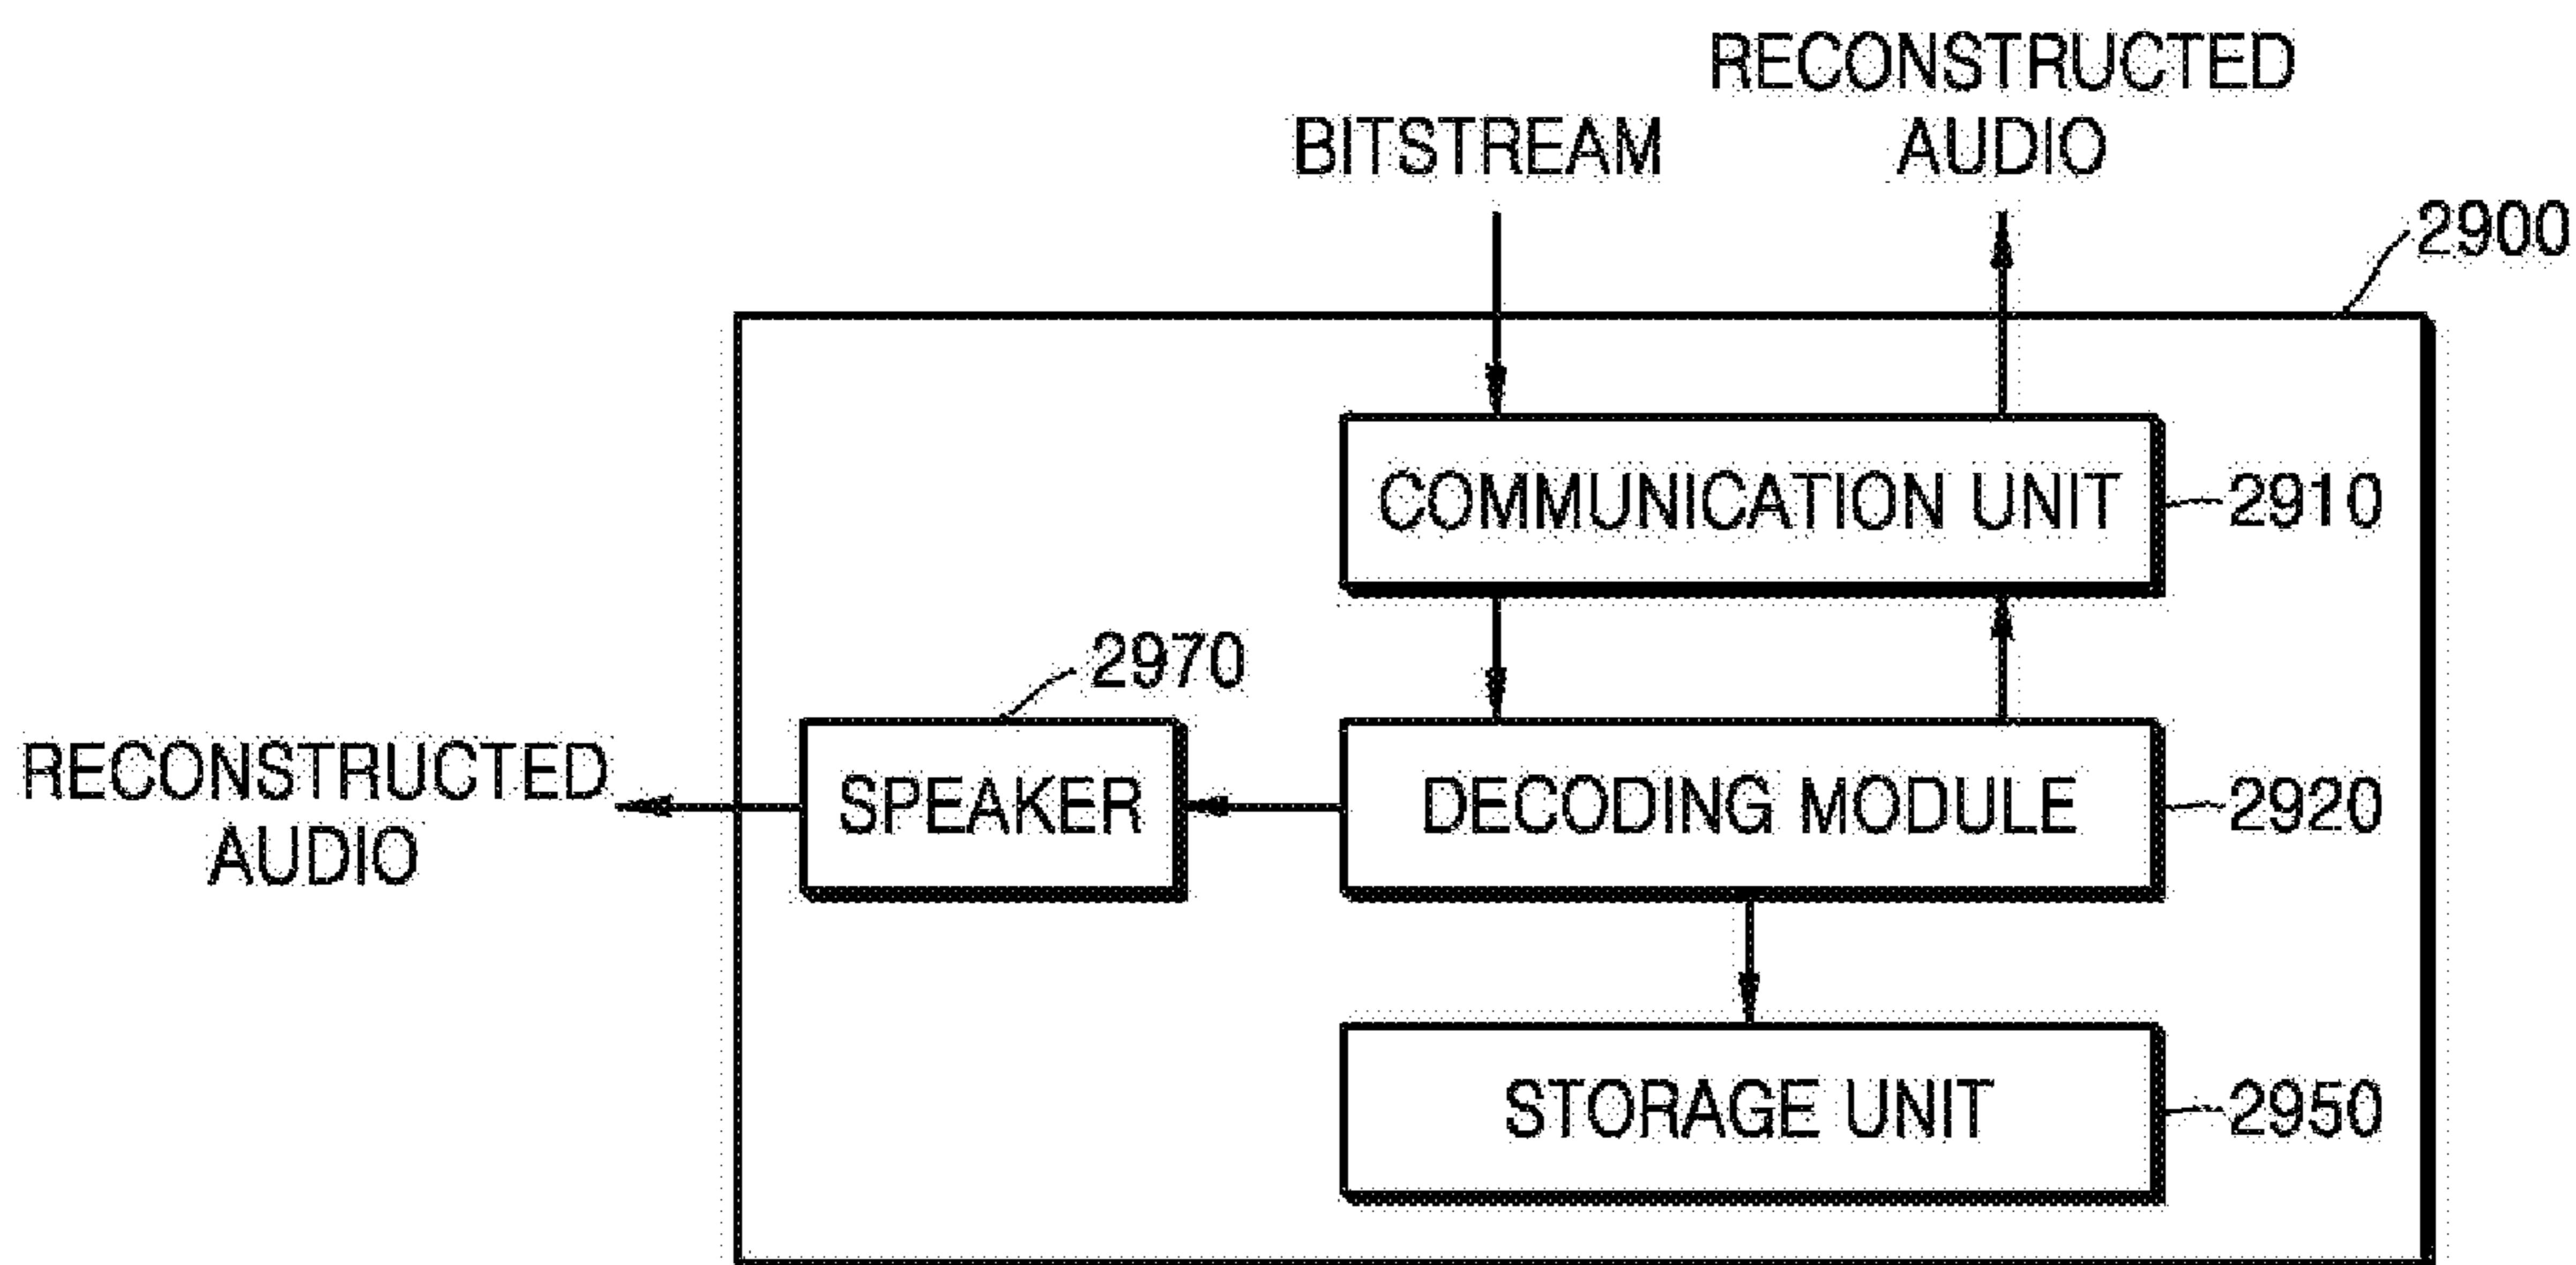 RECONSTRUCTED
AUDIO
BITSTREAM
2900
COMMUNICATION UNIT
2910
2970
RECONSTRUCTED
AUDIO
SPEAKER
DECODING MODULE
2920
STORAGE UNIT
2950